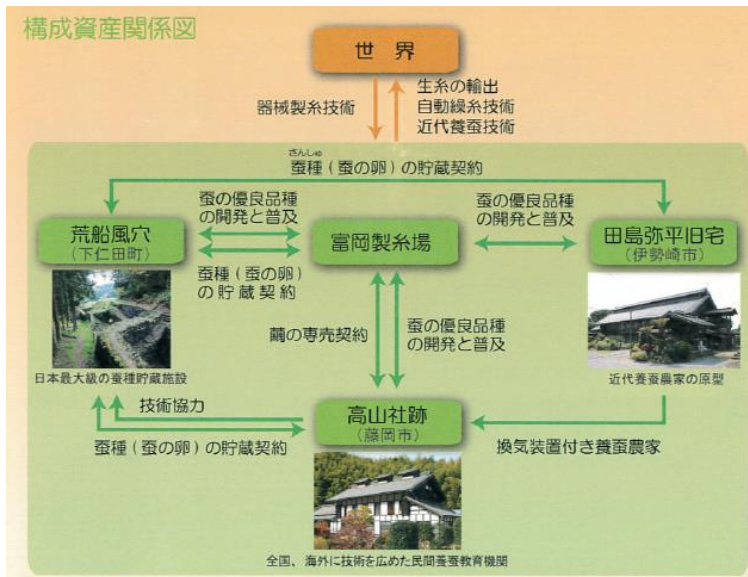 構成資産関係図
世界
器械製糸技術
生糸の輸出
自動繰糸技術
近代養蚕技術
さんしゅ
蚕種(蚕の卵)の貯蔵契約
蚕の優良品種
の開発と普及
蚕の優良品種
の開発と普及
荒船風穴
(下仁田町)
富岡製糸場
田島弥平旧宅
(伊勢崎市)
蚕種(蚕の卵)
の貯蔵契約
繭の専売契約
蚕の優良品種
の開発と普及
日本最大級の蚕種貯蔵施設
近代養蚕農家の原型
技術協力
蚕種(蚕の卵)の貯蔵契約
高山社跡
(藤岡市)
換気装置付き養蚕農家
全国、海外に技術を広めた民間養蚕教育機関